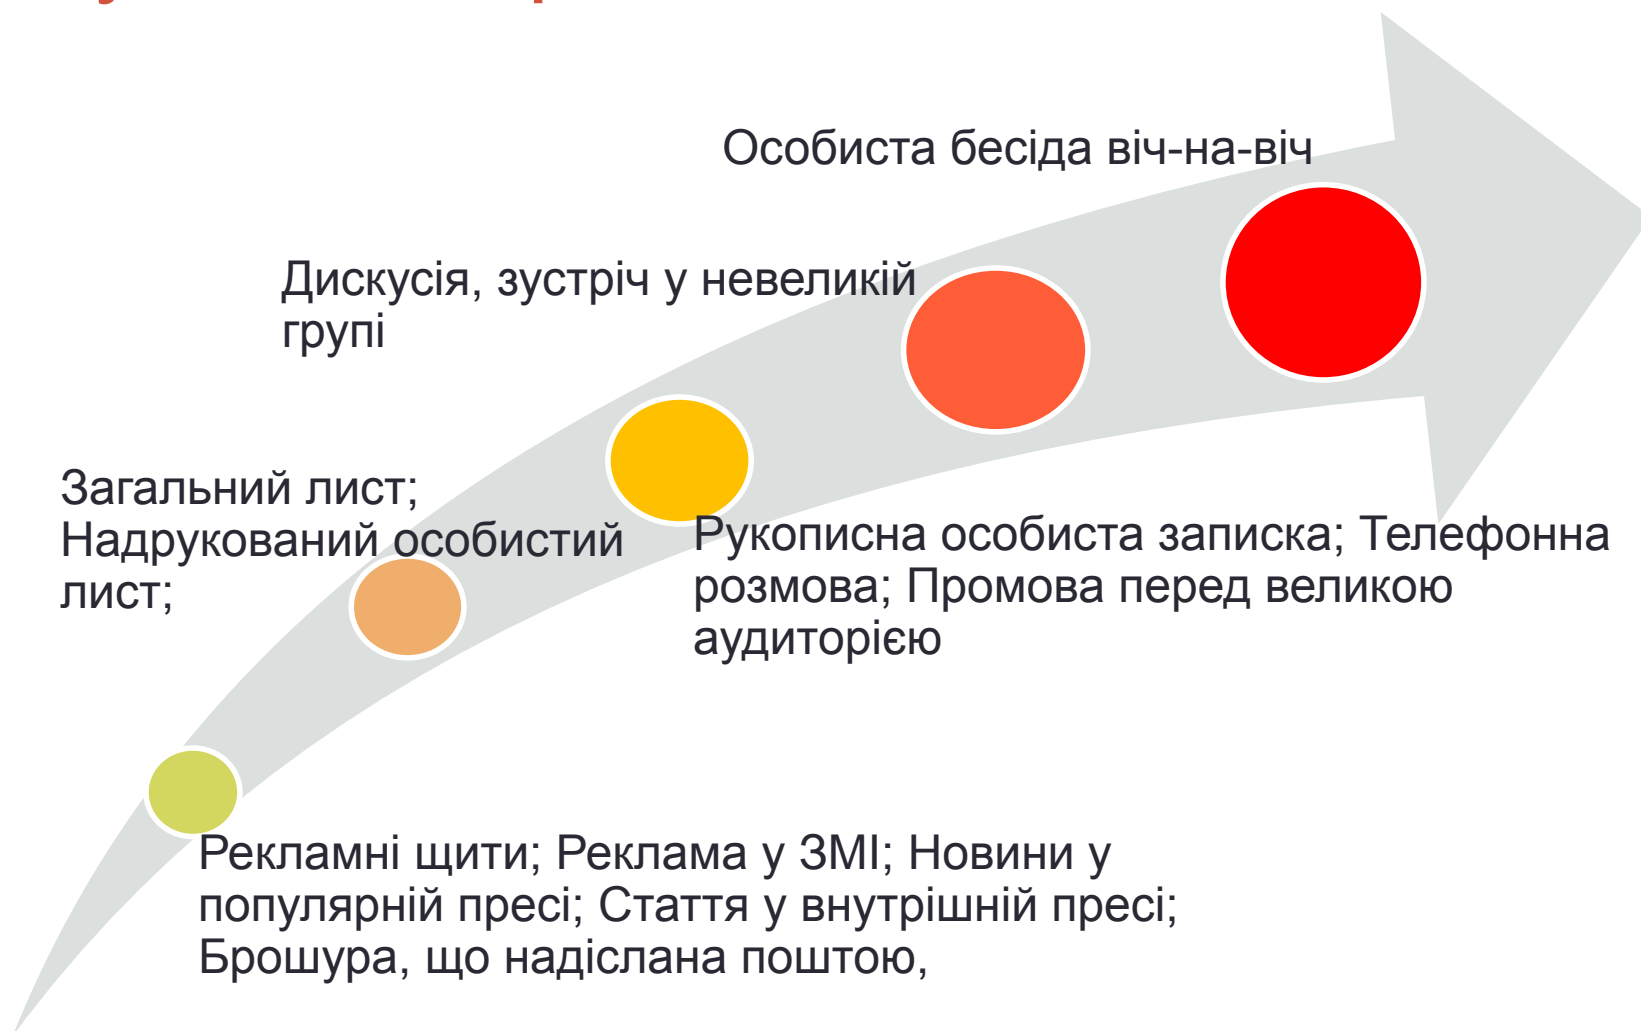 Особиста бесіда віч-на-віч
Дискусія, зустріч у невеликій
групі
Загальний лист;
Надрукований особистий
лист;
Рукописна особиста записка; Телефонна
розмова; Промова перед великою
аудиторією
Рекламні щити; Реклама у ЗМІ; Новини у
популярній пресі; Стаття у внутрішній пресі;
Брошура, що надіслана поштою,